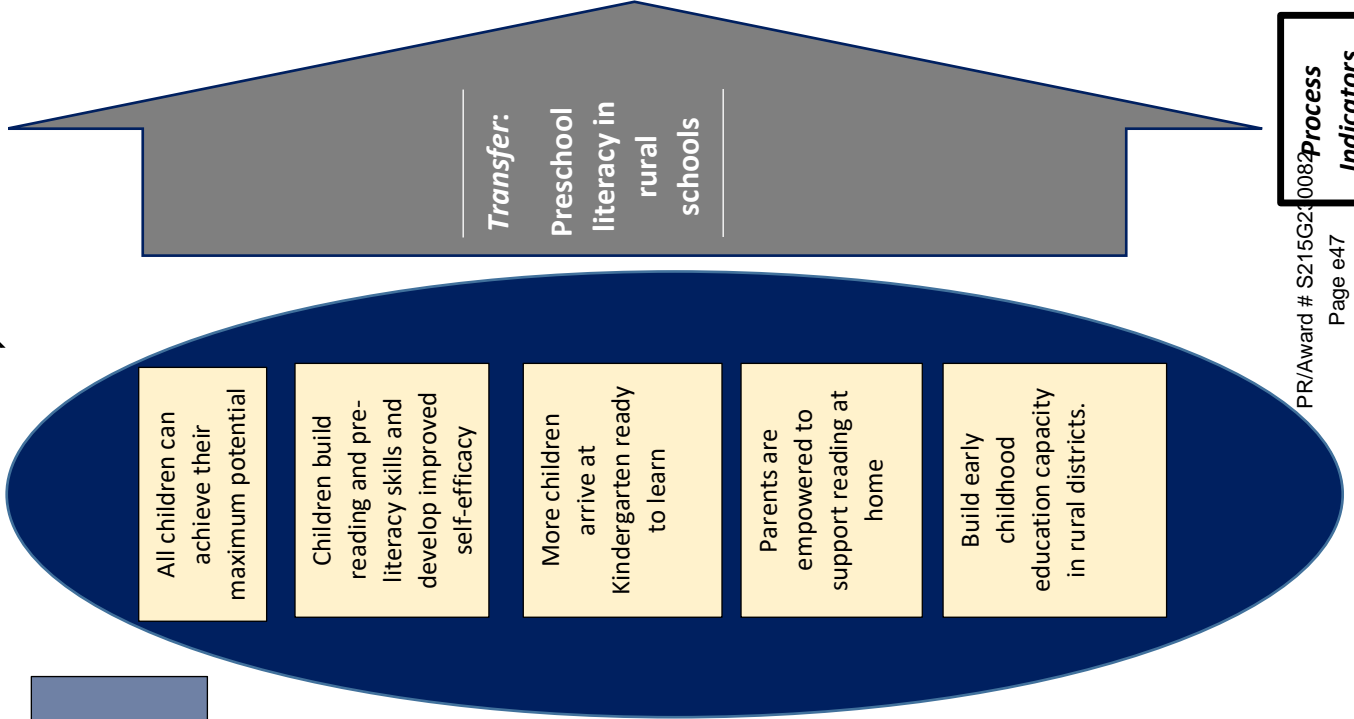 Transfer:
Preschool
literacy in
rural
schools
All children can
achieve their
maximum potential
Children build
reading and pre-
literacy skills and
develop improved
self-efficacy
More children
arrive at
Kindergarten ready
to learn
Parents are
empowered to
support reading at
home
Build early
childhood
education capacity
in rural districts.
Process
Indicators
PR/Award # S215G230082
Page e47